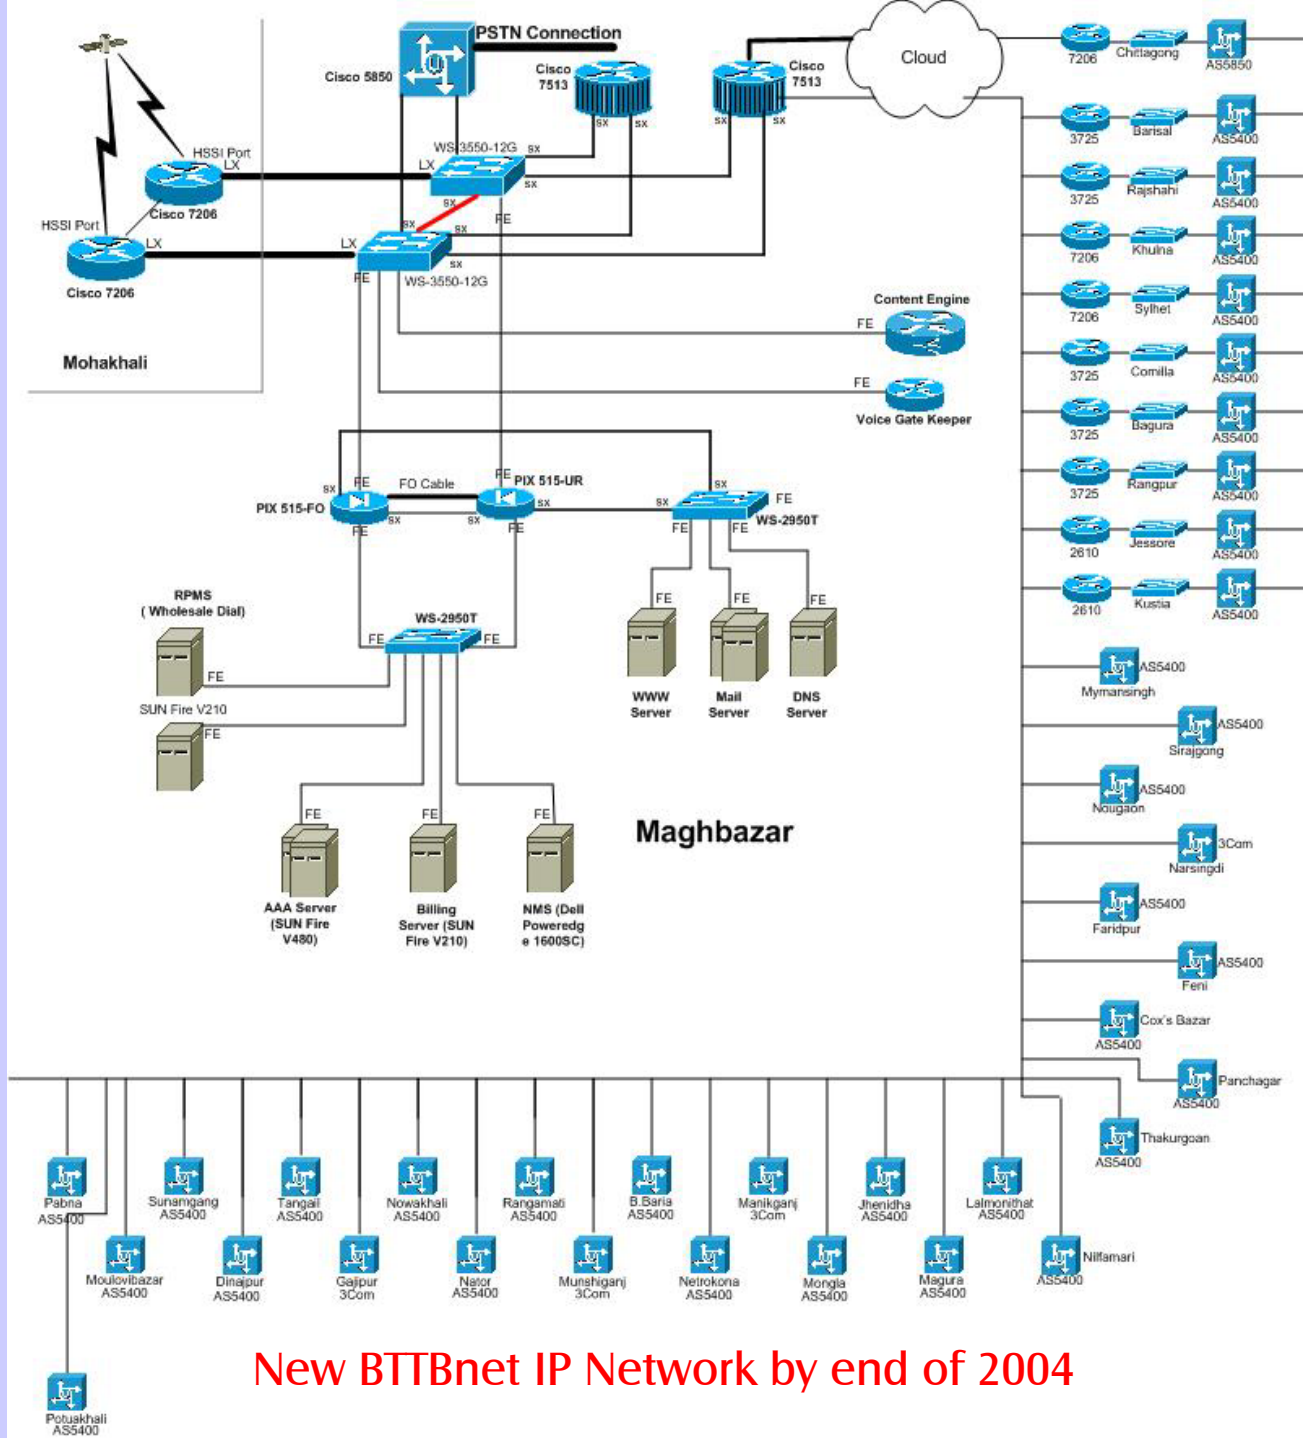 PSTN Connection
Cisco 5850
Cisco
7513
sx
sx
Cisco
7513
sx
sx
Cloud
HSSI Port
LX
Cisco 7206
HSSI Port
LX
Cisco 7206
Mohakhali
WS-3550-12G
LX
sx
sx
sx
FE
sx
LX
sx
sx
FE
WS-3550-12G
Content Engine
FE
FE
Voice Gate Keeper
sx
FE
FO Cable
FE
PIX 515-UR
PIX 515-FO
sx
sx
sx
FE
FE
sx
sx
FE
WS-2950T
FE
FE
RPMS
( Wholesale Dial)
FE
SUN Fire V210
FE
WS-2950T
FE
FE
FE
FE
FE
WWW
Server
Mail
Server
DNS
Server
FE
FE
FE
AAA Server
(SUN Fire
V480)
Billing
Server (SUN
Fire V210)
NMS (Dell
Poweredg
e 1600SC)
Maghbazar
7206
Chittagong
AS5850
3725
Barisal
AS5400
3725
Rajshahi
AS5400
7206
Khulna
AS5400
7206
Sylhet
AS5400
3725
Comilla
AS5400
3725
Bagura
AS5400
3725
Rangpur
AS5400
2610
Jessore
AS5400
2610
Kustia
AS5400
AS5400
Mymansingh
AS5400
Sirajgong
AS5400
Nougaon
3Com
Narsingdi
AS5400
Faridpur
AS5400
Feni
Cox's Bazar
AS5400
Panchagar
AS5400
Thakurgoan
AS5400
Pabna
AS5400
Sunamgang
AS5400
Tangail
AS5400
Nowakhali
AS5400
Rangamati
AS5400
B.Baria
AS5400
Manikganj
3Com
Jhenidha
AS5400
Lalmonithat
AS5400
Moulovibazar
AS5400
Dinajpur
AS5400
Gajipur
3Com
Nator
AS5400
Munshiganj
3Com
Netrokona
AS5400
Mongla
AS5400
Magura
AS5400
Nilfamari
AS5400
New BTTBnet IP Network by end of 2004
Potuakhali
AS5400